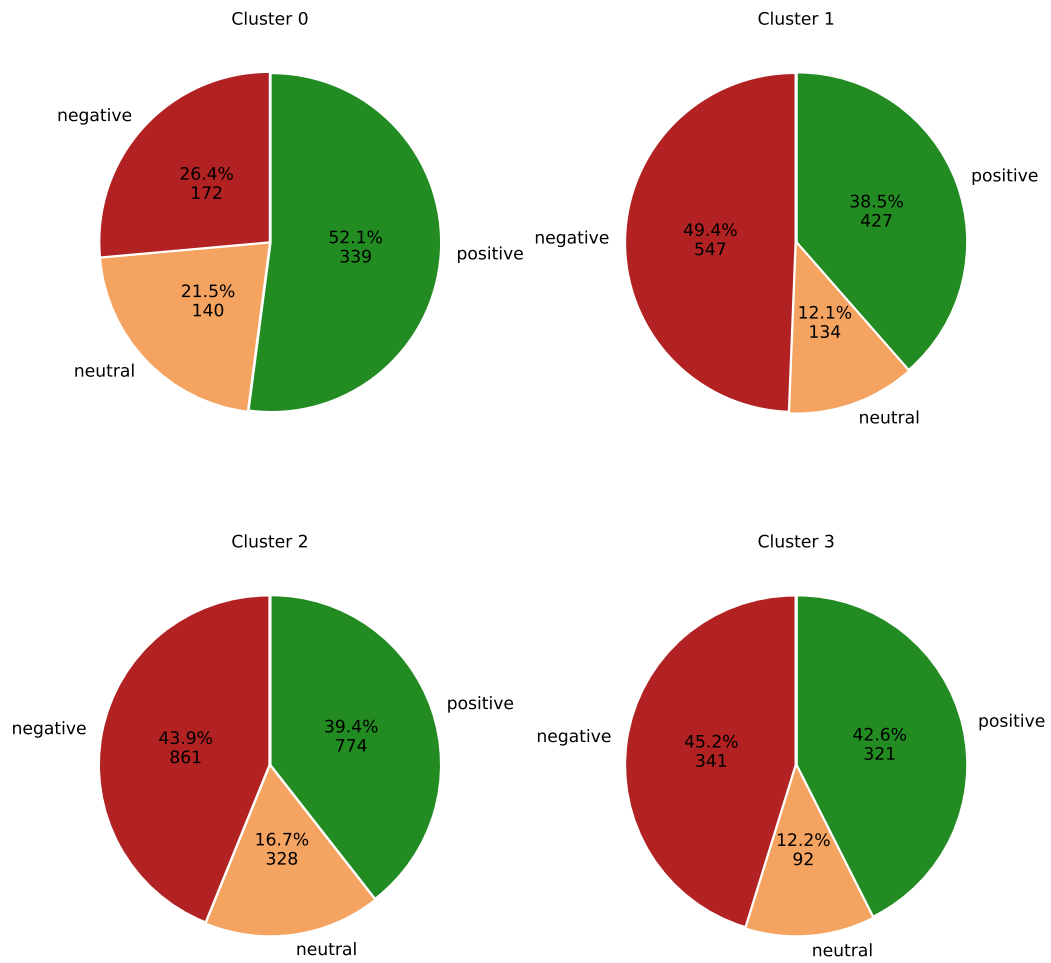 Cluster 0
negative
26.4%
172
52.1%
339
positive
21.5%
140
neutral
Cluster 1
positive
38.5%
427
negative
49.4%
547
12.1%
134
neutral
Cluster 2
positive
negative
39.4%
774
43.9%
861
16.7%
328
neutral
Cluster 3
positive
negative
42.6%
321
45.2%
341
12.2%
92
neutral